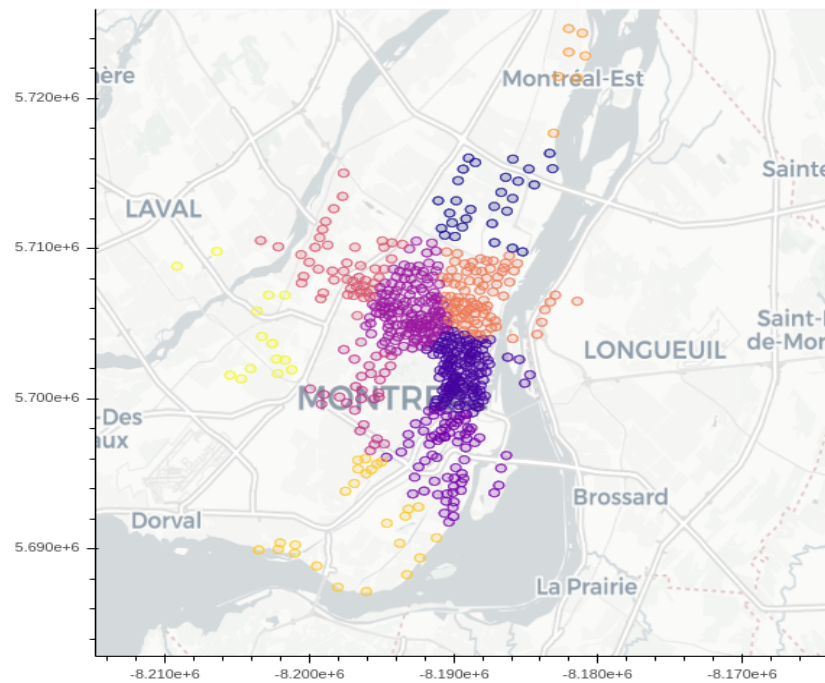 ère
Montréal-Est
5.720e+6
Sainte
LAVAL
5.710e+6
Saint-
de-Mon
LONGUEUIL
5.700e+6
MONTRE
-Des
aux
Brossard
Dorval
5.690e+6
La Prairie
-8.210e+6 -8.200e+6 -8.190e+6 -8.180e+6 -8.170e+6